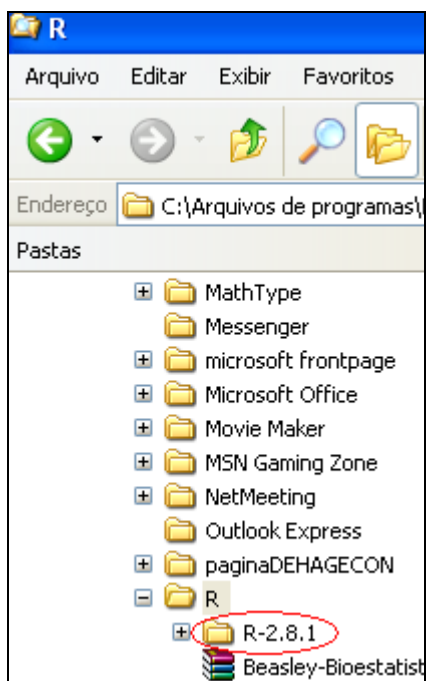 R
Arquivo Editar Exibir Favoritos
Endereço C:\Arquivos de programas\
Pastas
MathType
Messenger
microsoft frontpage
Microsoft Office
Movie Maker
MSN Gaming Zone
NetMeeting
Outlook Express
paginaDEHAGECON
R
R-2.8.1
Beasley-Bioestatist